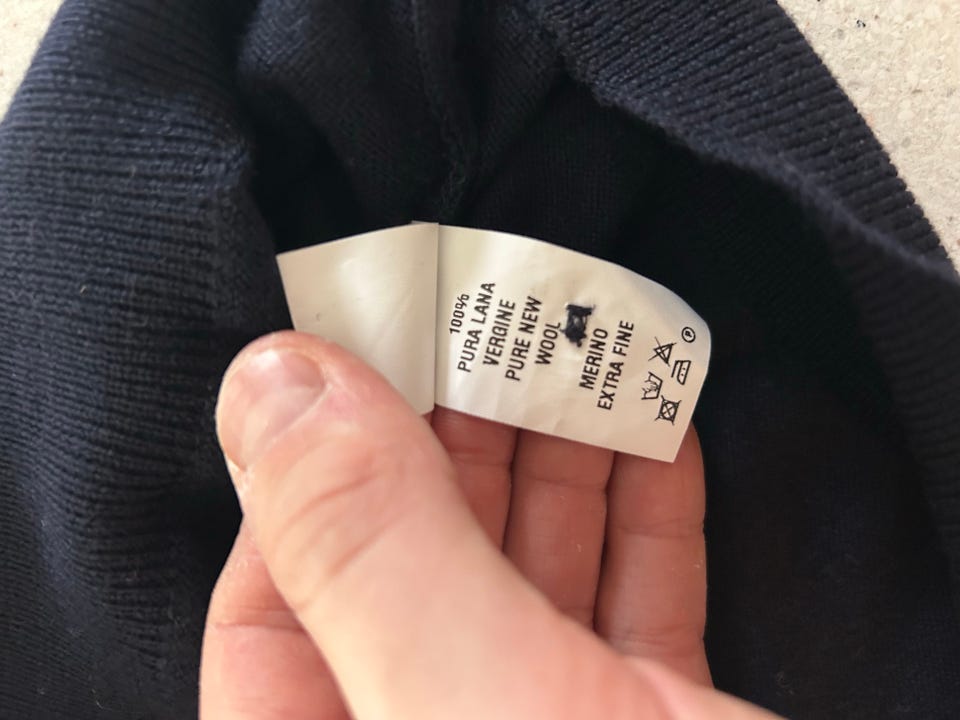 100%
PURA LANA
VERGINE
PURE NEW
WOOL
MERINO
EXTRA FINE
P